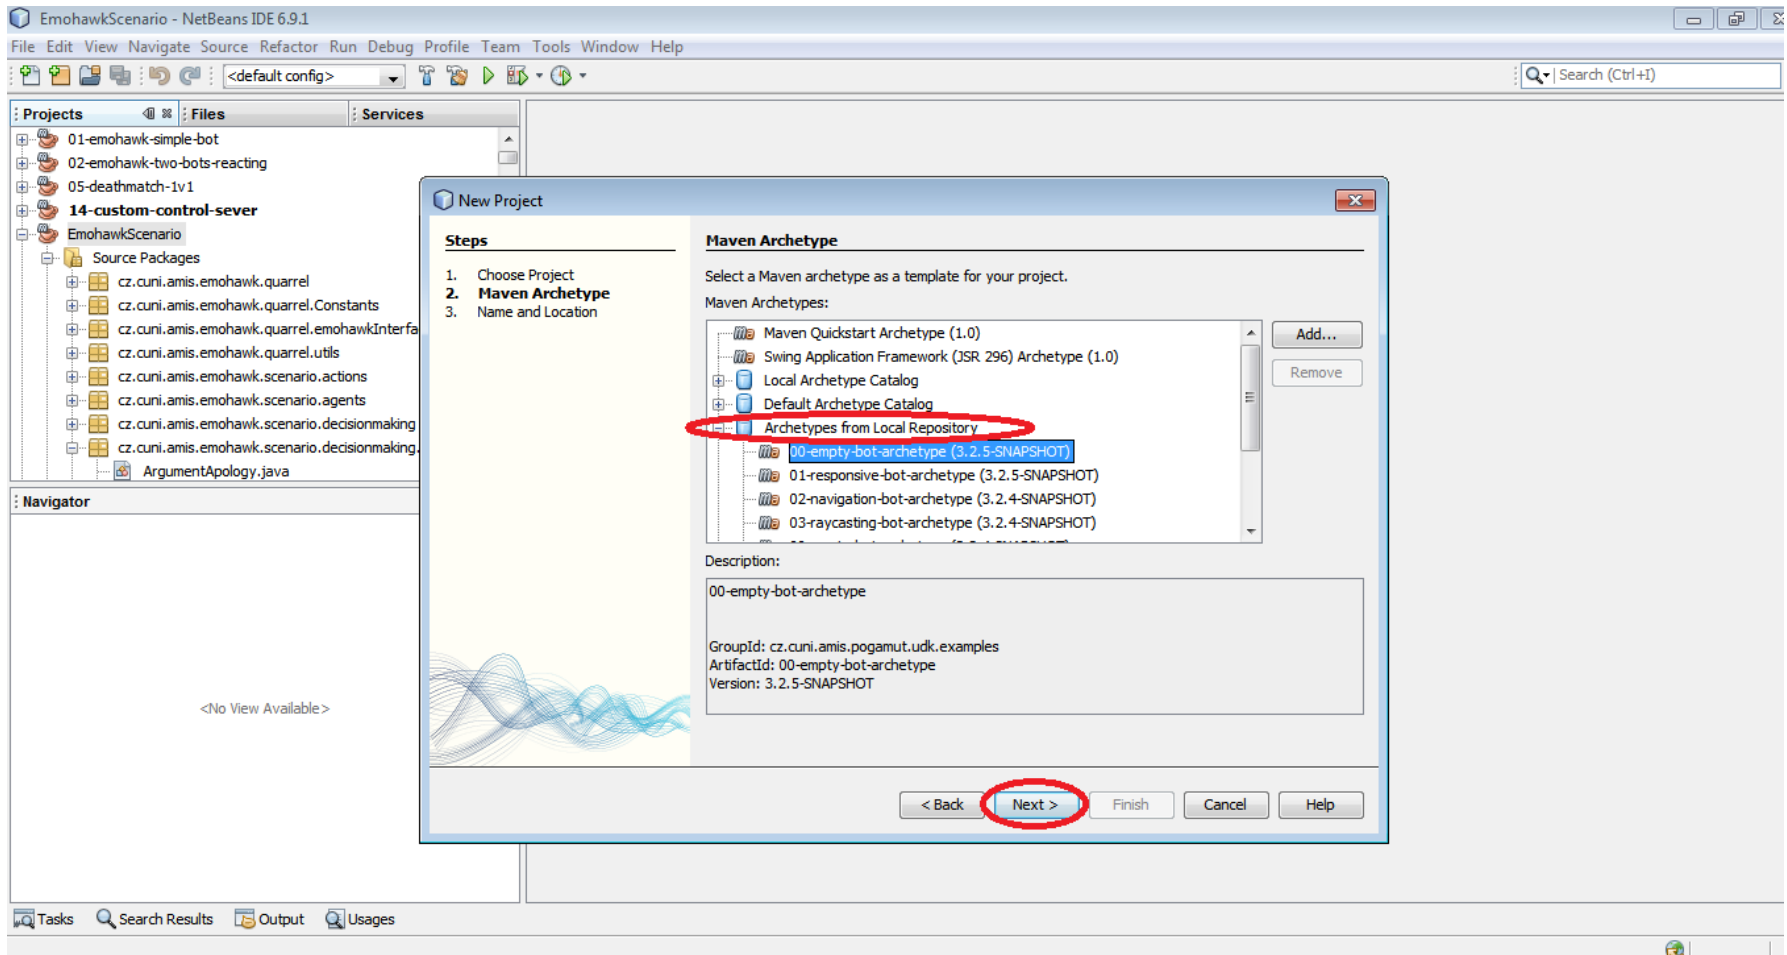 EmohawkScenario - NetBeans IDE 6.9.1
File Edit View Navigate Source Refactor Run Debug Profile Team Tools Window Help
<default config>
Search (Ctrl+I)
Projects Files Services
01-emohawk-simple-bot
02-emohawk-two-bots-reacting
05-deathmatch-1v1
14-custom-control-sever
EmohawkScenario
Source Packages
cz.cuni.amis.emohawk.quarrel
cz.cuni.amis.emohawk.quarrel.Constants
cz.cuni.amis.emohawk.quarrel.emohawkInterfa
cz.cuni.amis.emohawk.quarrel.utils
cz.cuni.amis.emohawk.scenario.actions
cz.cuni.amis.emohawk.scenario.agents
cz.cuni.amis.emohawk.scenario.decisionmaking
cz.cuni.amis.emohawk.scenario.decisionmaking.
ArgumentApology.java
Navigator
<No View Available>
New Project
Steps
1. Choose Project
2. Maven Archetype
3. Name and Location
Maven Archetype
Select a Maven archetype as a template for your project.
Maven Archetypes:
Maven Quickstart Archetype (1.0)
Swing Application Framework (JSR 296) Archetype (1.0)
Local Archetype Catalog
Default Archetype Catalog
Archetypes from Local Repository
00-empty-bot-archetype (3.2.5-SNAPSHOT)
01-responsive-bot-archetype (3.2.5-SNAPSHOT)
02-navigation-bot-archetype (3.2.4-SNAPSHOT)
03-raycasting-bot-archetype (3.2.4-SNAPSHOT)
Add...
Remove
Description:
00-empty-bot-archetype
GroupId: cz.cuni.amis.pogamut.udk.examples
ArtifactId: 00-empty-bot-archetype
Version: 3.2.5-SNAPSHOT
< Back Next > Finish Cancel Help
Tasks Search Results Output Usages